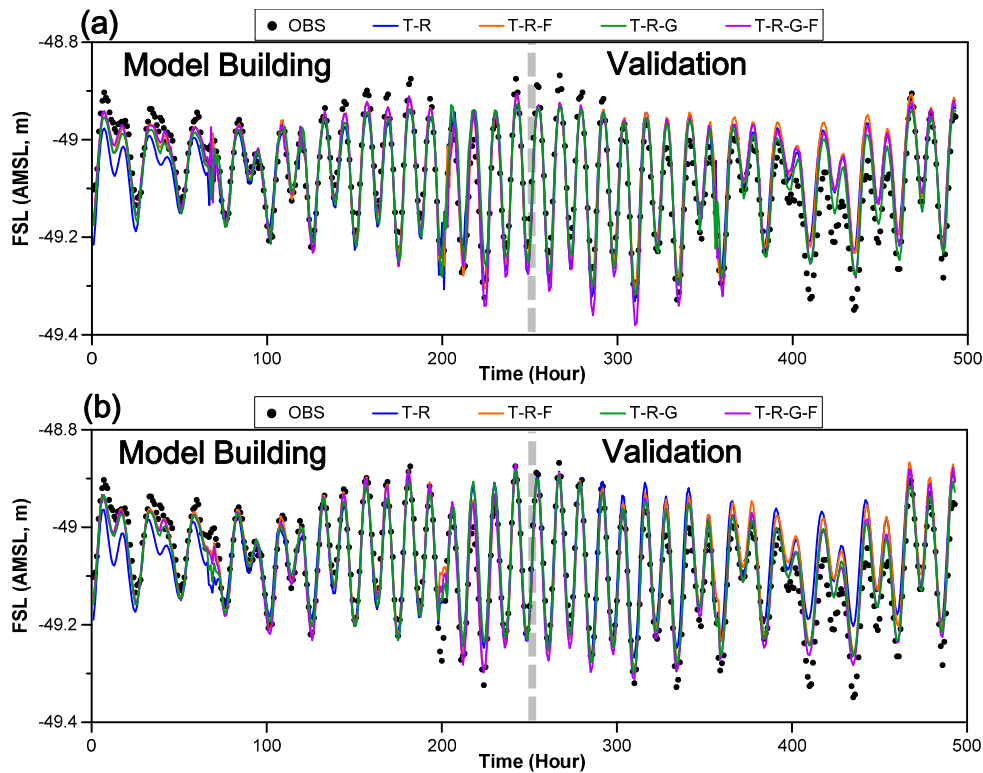 (a)
OBS T-R T-R-F T-R-G T-R-G-F
Model Building Validation
FSL (AMSL, m)
-48.8
-49
-49.2
-49.4
0 100 200 300 400 500
Time (Hour)
(b)
OBS T-R T-R-F T-R-G T-R-G-F
Model Building Validation
FSL (AMSL, m)
-48.8
-49
-49.2
-49.4
0 100 200 300 400 500
Time (Hour)